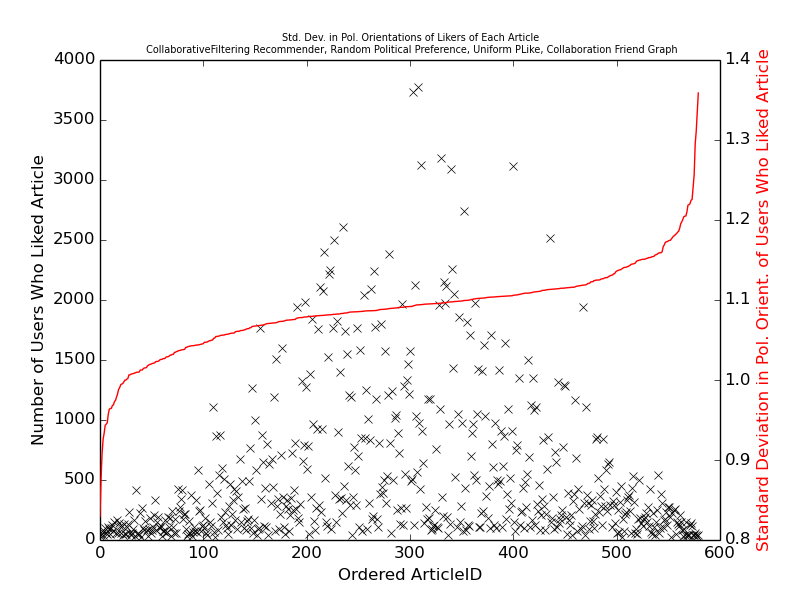 Std. Dev. in Pol. Orientations of Likers of Each Article
CollaborativeFiltering Recommender, Random Political Preference, Uniform PLike, Collaboration Friend Graph
4000
3500
3000
2500
2000
1500
1000
500
0
Number of Users Who Liked Article
1.4
1.3
1.2
1.1
1.0
0.9
0.8
Standard Deviation in Pol. Orient. of Users Who Liked Article
0 100 200 300 400 500 600
Ordered ArticleID